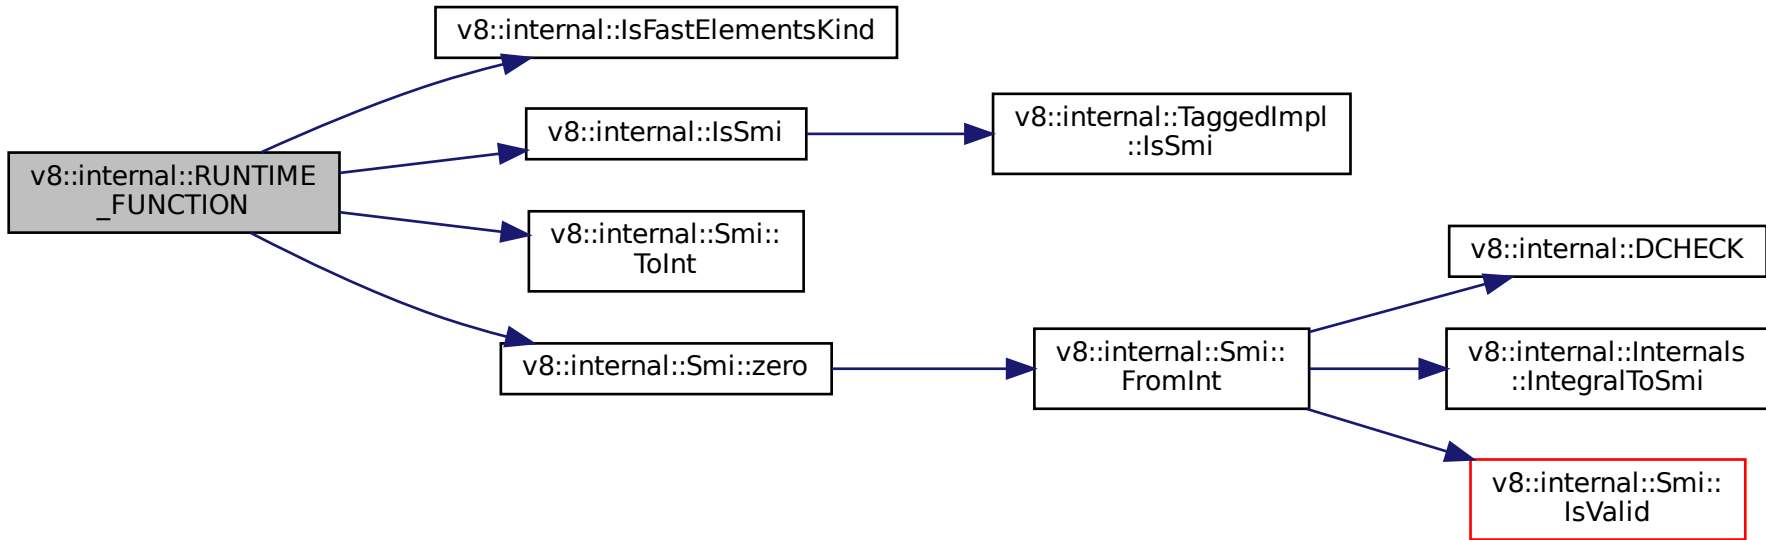 v8::internal::RUNTIME
_FUNCTION
v8::internal::IsFastElementsKind
v8::internal::IsSmi
v8::internal::TaggedImpl
::IsSmi
v8::internal::Smi::
ToInt
v8::internal::Smi::zero
v8::internal::Smi::
FromInt
v8::internal::DCHECK
v8::internal::Internals
::IntegralToSmi
v8::internal::Smi::
IsValid